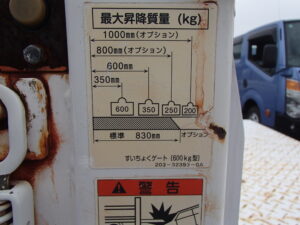 最大昇降質量 (kg)
1000mm (オプション)
800mm (オプション)
600mm
350mm
600 350 250 200
標準 830mm オプション
すいちょくゲート (600kg型)
警告